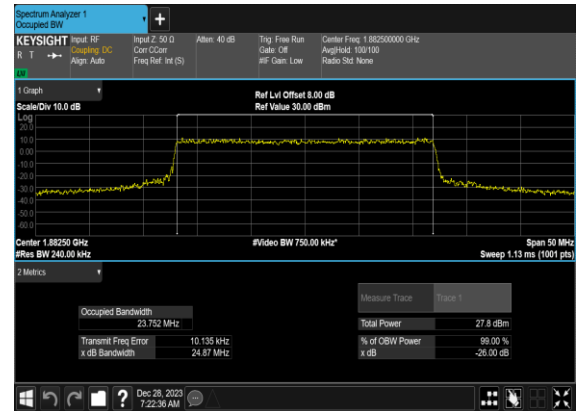 Spectrum Analyzer 1
Occupied BW
KEYSIGHT Input: RF Input Z: 50 Ω Atten: 40 dB Trig: Free Run Center Freq: 1.882500000 GHz
R T Coupling: DC Corr CCorr Gate: Off Avg|Hold: 100/100
Align: Auto Freq Ref: Int (S) #IF Gain: Low Radio Std: None
1 Graph
Ref Lvl Offset 8.00 dB
Scale/Div 10.0 dB Ref Value 30.00 dBm
Log
20.0
10.0
0.00
-10.0
-20.0
-30.0
-40.0
-50.0
-60.0
Center 1.88250 GHz #Video BW 750.00 kHz* Span 50 MHz
#Res BW 240.00 kHz Sweep 1.13 ms (1001 pts)
2 Metrics
Measure Trace Trace 1
Occupied Bandwidth
23.752 MHz Total Power 27.8 dBm
Transmit Freq Error 10.135 kHz % of OBW Power 99.00 %
x dB Bandwidth 24.87 MHz x dB -26.00 dB
Dec 28, 2023
7:22:36 AM